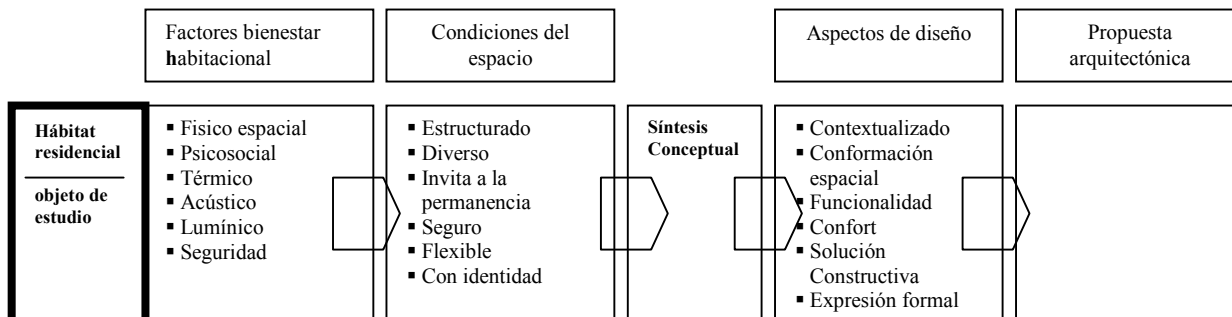 Factores bienestar
habitacional
Condiciones del
espacio
Aspectos de diseño
Propuesta
arquitectónica
Hábitat
residencial
objeto de
estudio
▪ Fisico espacial
▪ Psicosocial
▪ Térmico
▪ Acústico
▪ Lumínico
▪ Seguridad
▪ Estructurado
▪ Diverso
▪ Invita a la
permanencia
▪ Seguro
▪ Flexible
▪ Con identidad
Síntesis
Conceptual
▪ Contextualizado
▪ Conformación
espacial
▪ Funcionalidad
▪ Confort
▪ Solución
Constructiva
▪ Expresión formal